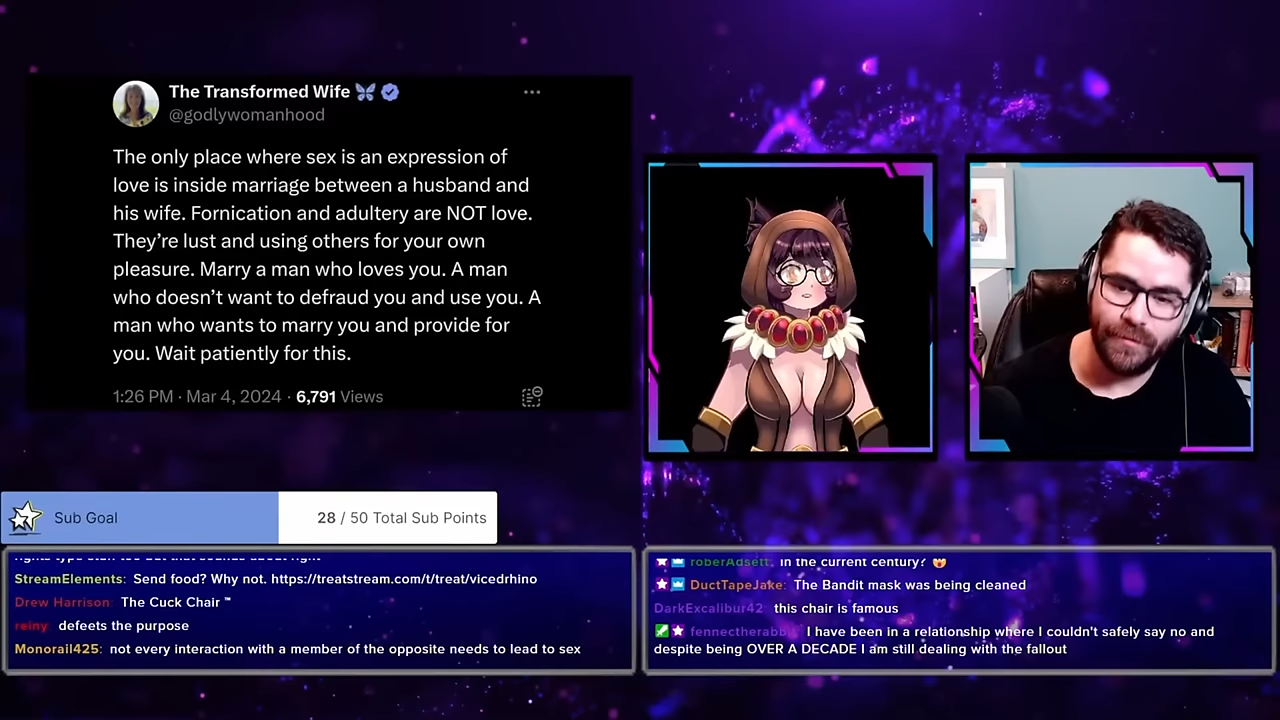 The Transformed Wife
@godlywomanhood
The only place where sex is an expression of
love is inside marriage between a husband and
his wife. Fornication and adultery are NOT love.
They're lust and using others for your own
pleasure. Marry a man who loves you. A man
who doesn't want to defraud you and use you. A
man who wants to marry you and provide for
you. Wait patiently for this.
1:26 PM · Mar 4, 2024 · 6,791 Views
Sub Goal
28 / 50 Total Sub Points
StreamElements: Send food? Why not. https://treatstream.com/t/treat/vicedrhino
Drew Harrison: The Cuck Chair ™
reiny: defeets the purpose
Monorail425: not every interaction with a member of the opposite needs to lead to sex
roberAdsett: in the current century?
DuctTapeJake: The Bandit mask was being cleaned
DarkExcalibur42: this chair is famous
I have been in a relationship where I couldn't safely say no and
despite being OVER A DECADE I am still dealing with the fallout